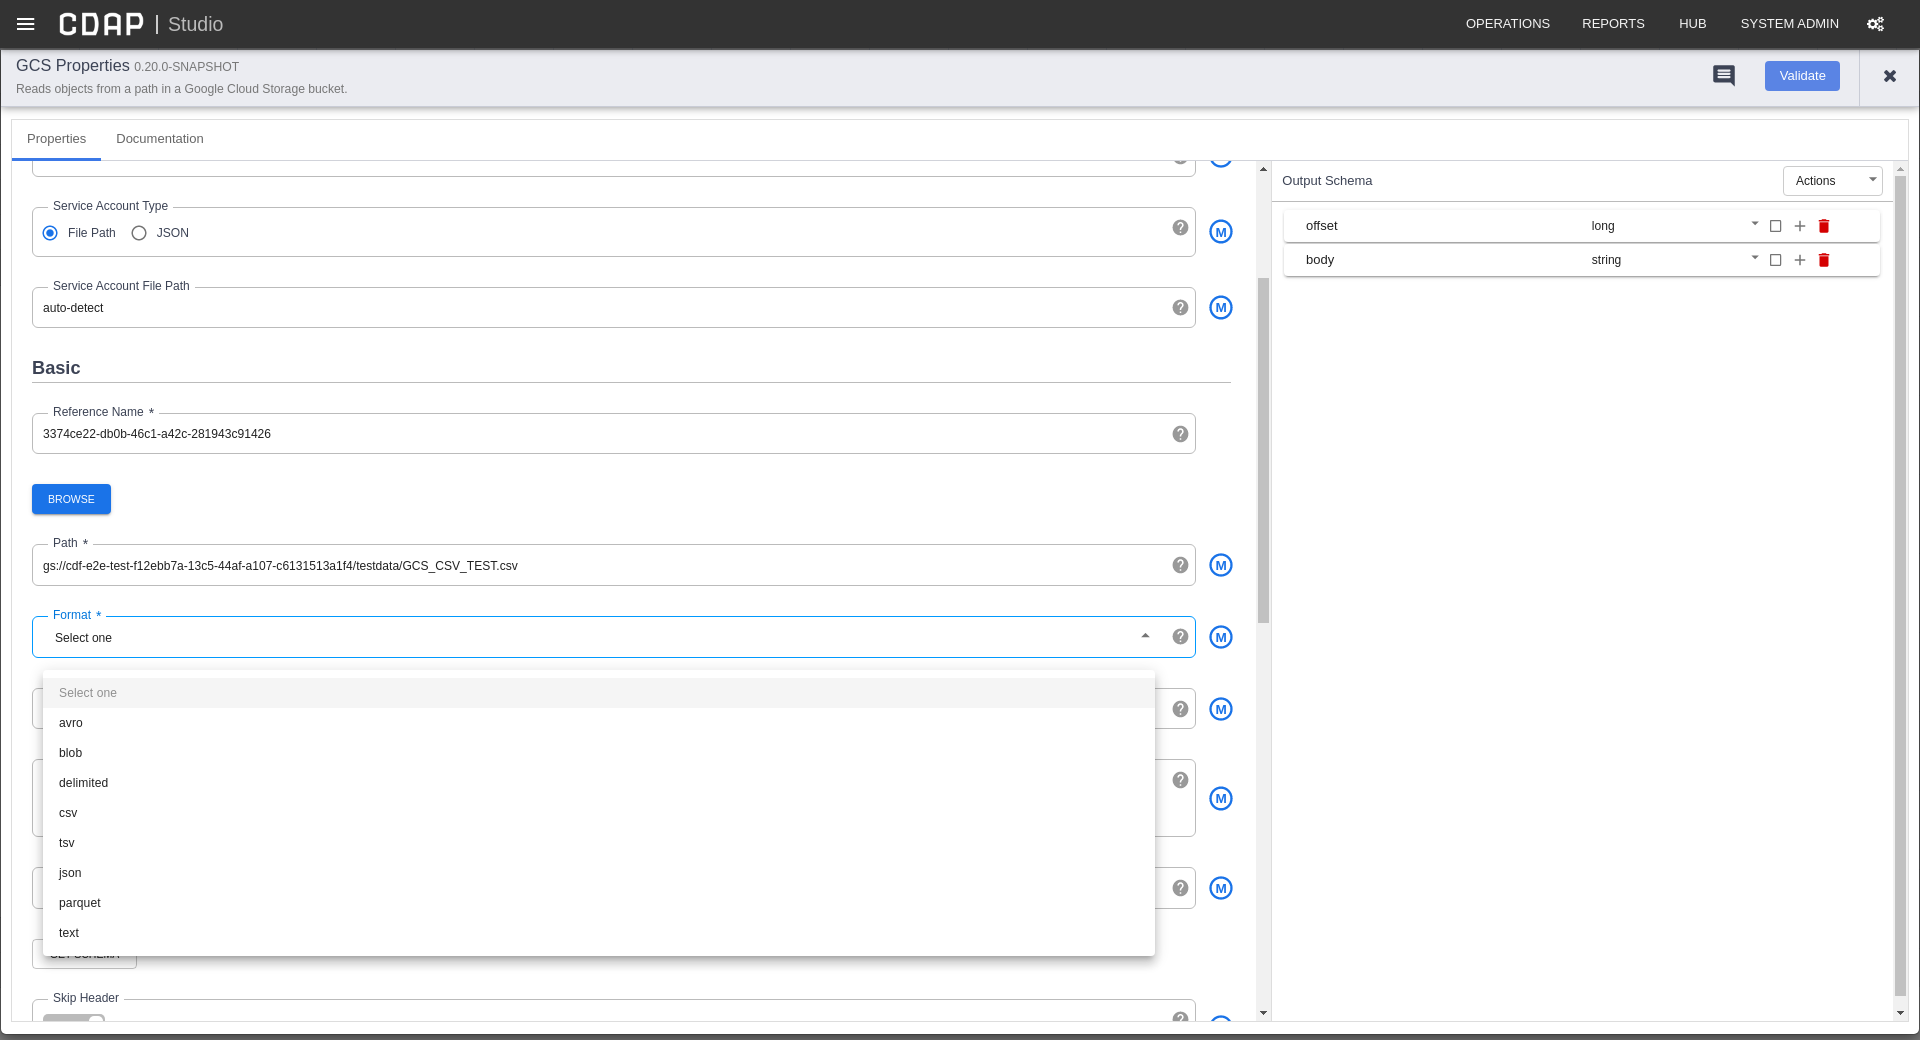 CDAP | Studio
OPERATIONS REPORTS HUB SYSTEM ADMIN
GCS Properties 0.20.0-SNAPSHOT
Reads objects from a path in a Google Cloud Storage bucket.
Validate
Properties Documentation
Output Schema
Actions
offset long
body string
Service Account Type
File Path JSON
M
Service Account File Path
auto-detect
M
Basic
Reference Name *
3374ce22-db0b-46c1-a42c-281943c91426
BROWSE
Path *
gs://cdf-e2e-test-f12ebb7a-13c5-44af-a107-c6131513a1f4/testdata/GCS_CSV_TEST.csv
M
Format *
Select one
M
Select one
M
avro
blob
delimited
M
csv
tsv
json
M
parquet
text
GET SCHEMA
Skip Header